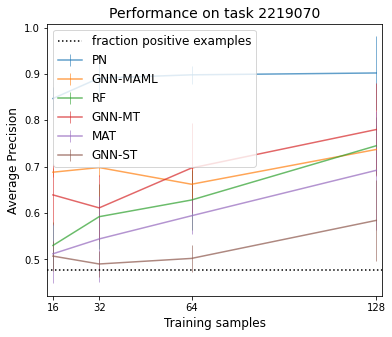 Performance on task 2219070
1.0
0.9
0.8
0.7
0.6
0.5
Average Precision
fraction positive examples
PN
GNN-MAML
RF
GNN-MT
MAT
GNN-ST
16 32 64 128
Training samples